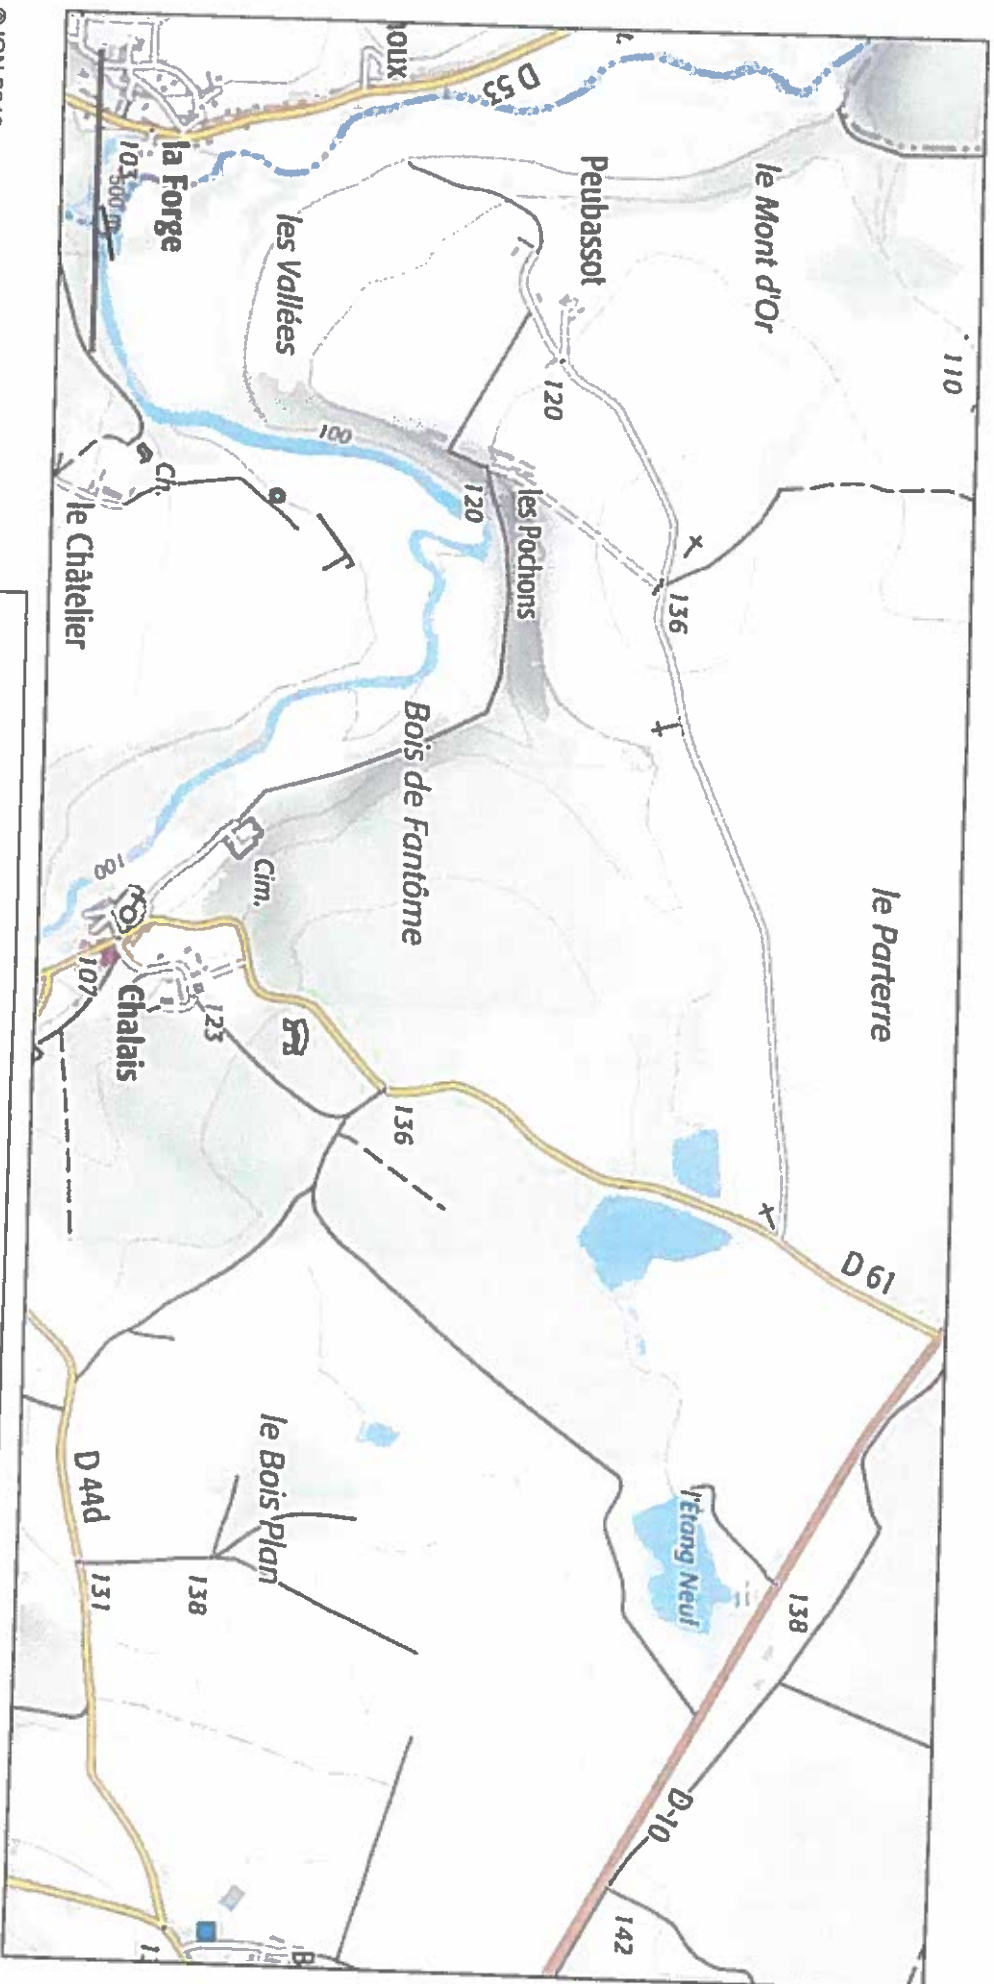 110
le Mont d'Or
le Parterre
D 61
138
D-10
142
Peubassot
120
136
l'Étang Neuf
D 53
oux
les Pochons
120
Bois de Fantôme
136
les Vallées
100
Cim.
le Bois Plan
138
la Forge
103
500 m
Ch.
le Châtelier
100
107
Chalais
123
D 44d
131
B